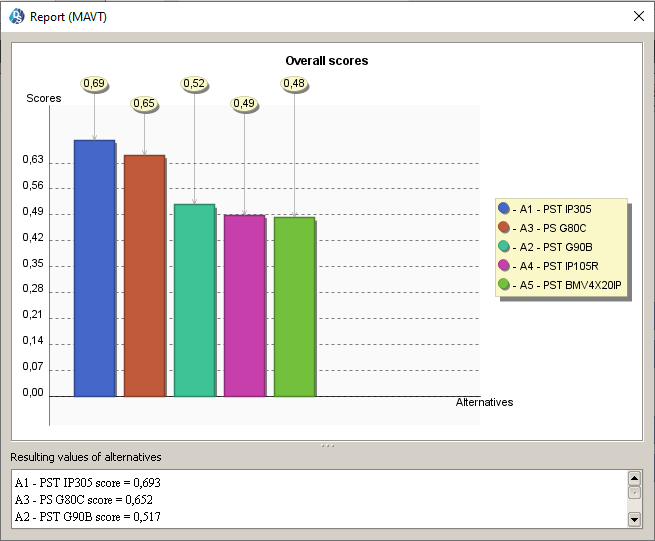 Report (MAVT)
Overall scores
0,69
0,65
0,52
0,49
0,48
Scores
0,63
0,56
0,49
0,42
0,35
0,28
0,21
0,14
0,07
0,00
Alternatives
- A1 - PST IP305
- A3 - PS G80C
- A2 - PST G90B
- A4 - PST IP105R
- A5 - PST BMV4X20IP
Resulting values of alternatives
A1 - PST IP305 score = 0,693
A3 - PS G80C score = 0,652
A2 - PST G90B score = 0,517